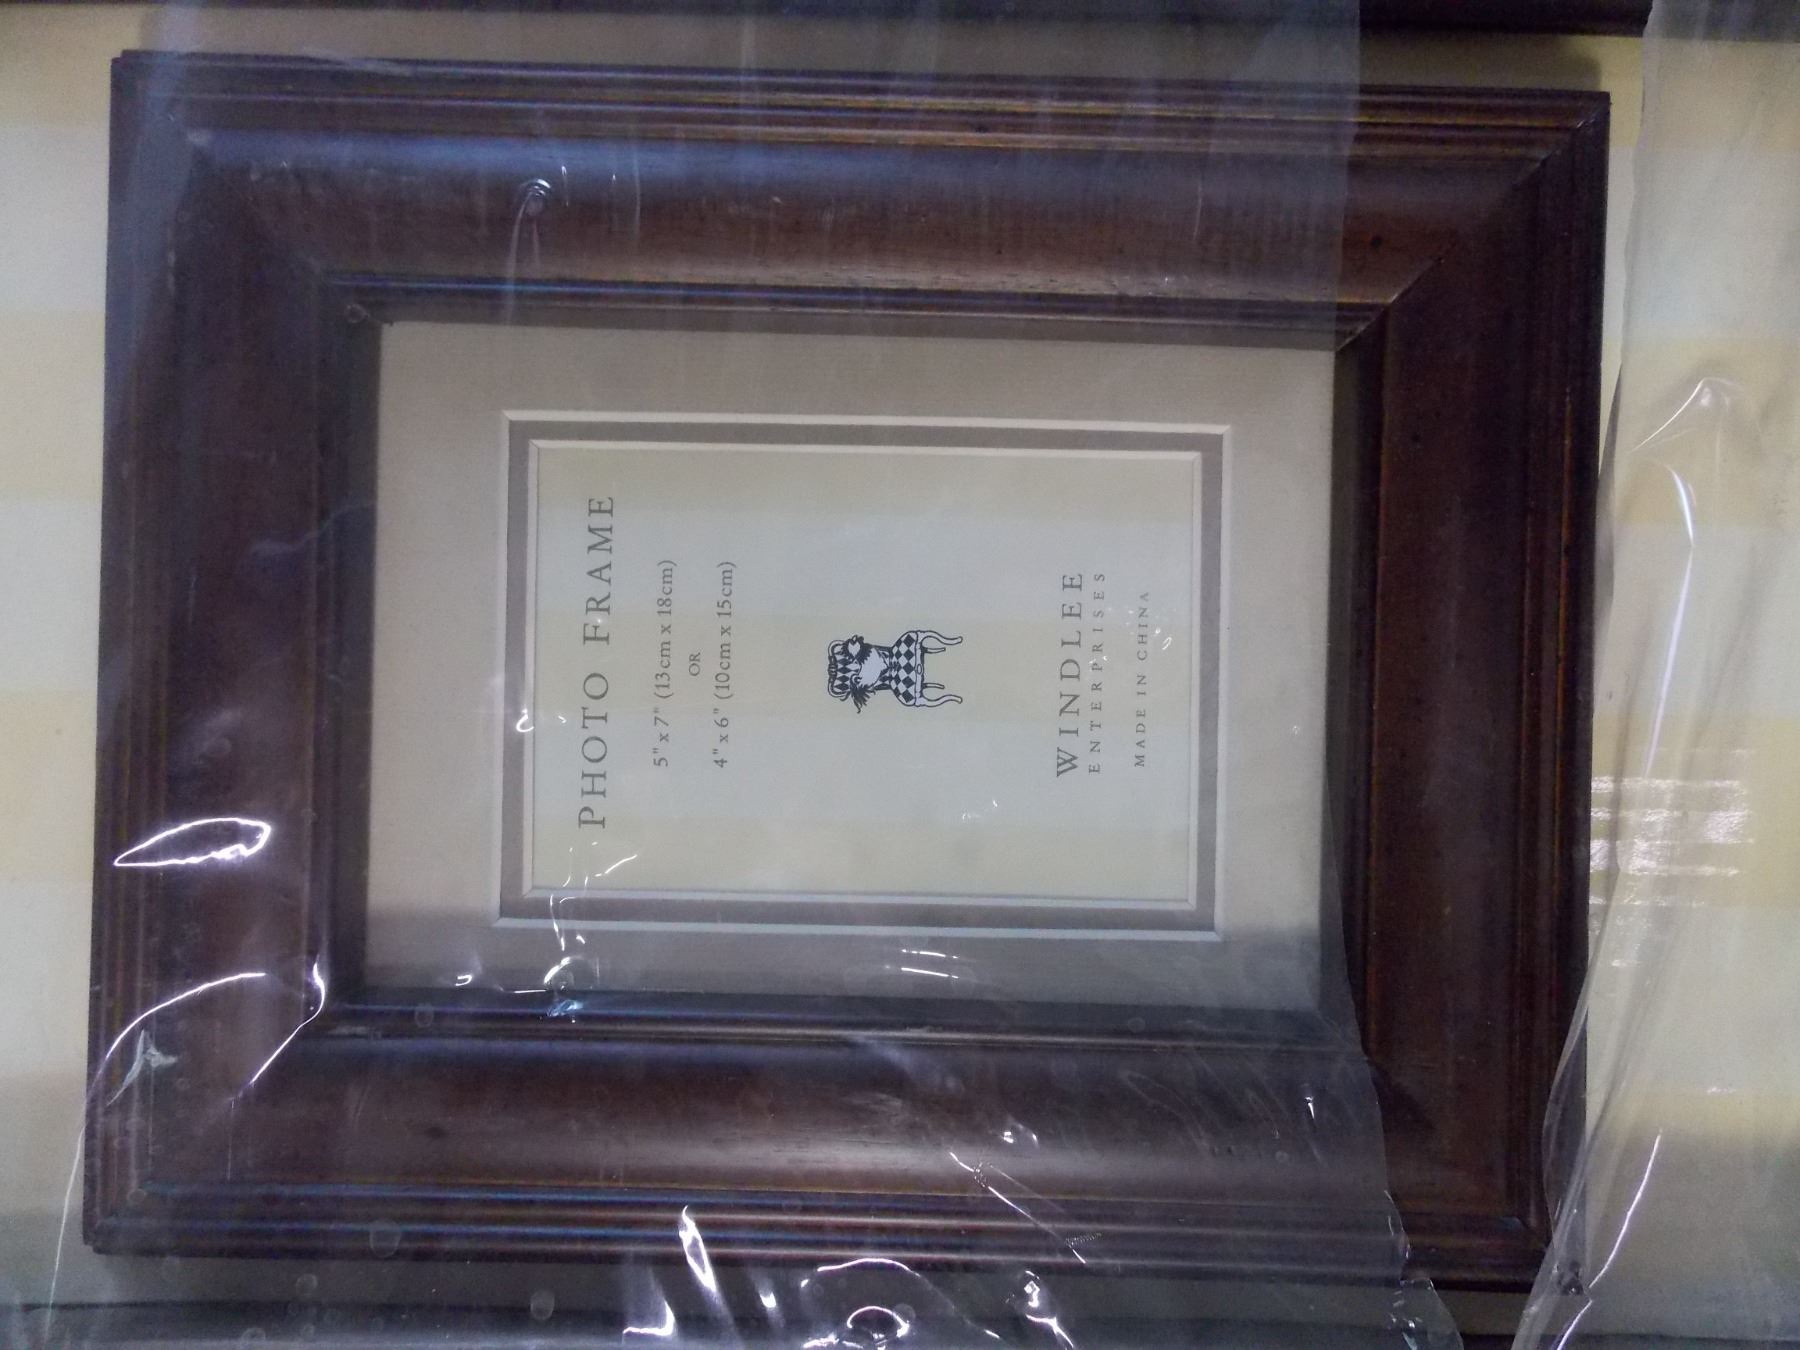 PHOTO FRAME
5" x 7" (13cm x 18cm)
OR
4" x 6" (10cm x 15cm)
WINDLEE
ENTERPRISES
MADE IN CHINA